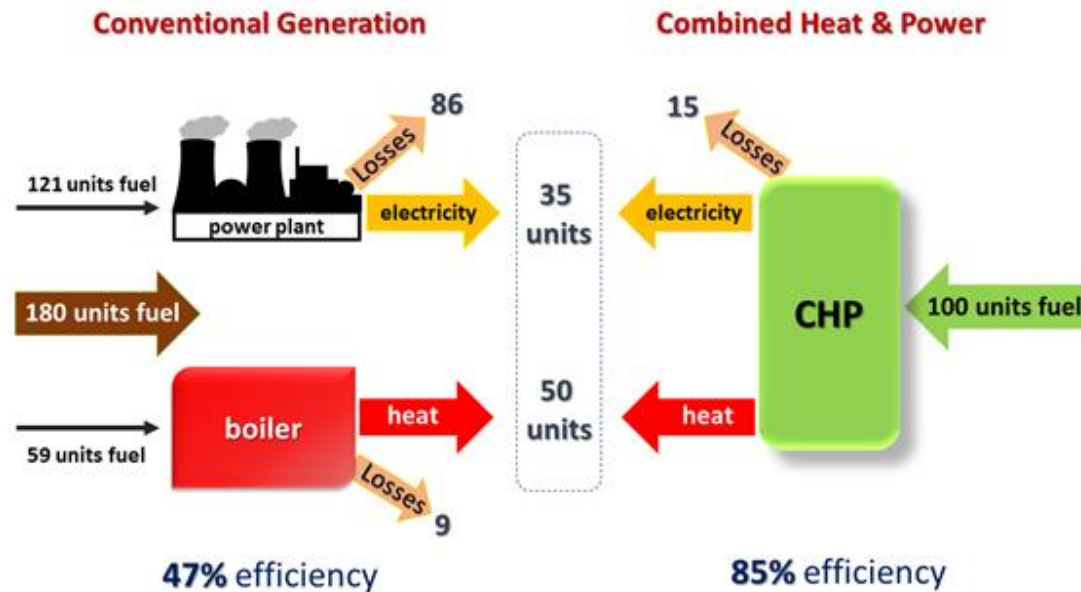 Conventional Generation
Combined Heat & Power
86
15
Losses
Losses
121 units fuel
35
units
electricity
electricity
power plant
180 units fuel
CHP
100 units fuel
50
units
boiler
heat
heat
59 units fuel
Losses
9
47% efficiency
85% efficiency